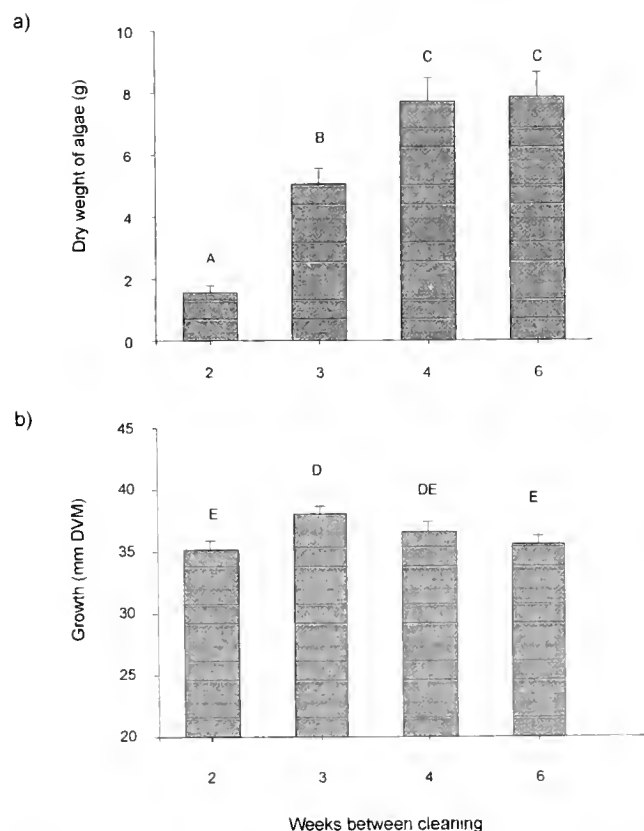 a)
Dry weight of algae (g)
10
8
6
4
2
0
A
B
C
C
2 3 4 6
b)
Growth (mm DVM)
45
40
35
30
25
20
E
D
DE
E
2 3 4 6
Weeks between cleaning